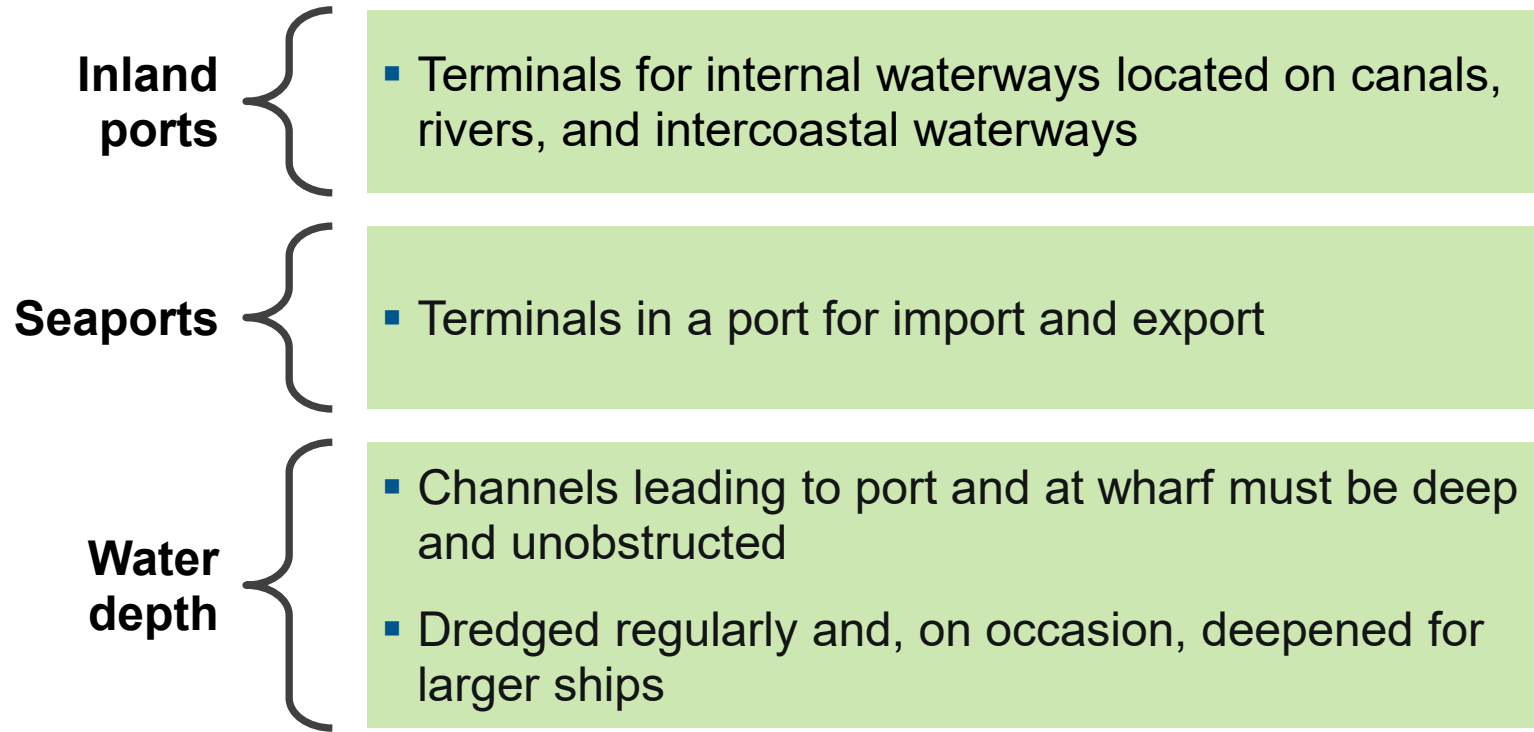 Inland
ports
▪ Terminals for internal waterways located on canals,
rivers, and intercoastal waterways
Seaports
▪ Terminals in a port for import and export
Water
depth
▪ Channels leading to port and at wharf must be deep
and unobstructed
▪ Dredged regularly and, on occasion, deepened for
larger ships